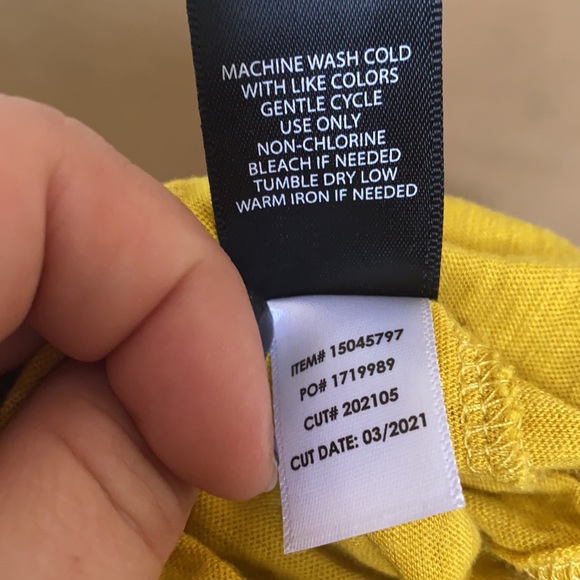 MACHINE WASH COLD
WITH LIKE COLORS
GENTLE CYCLE
USE ONLY
NON-CHLORINE
BLEACH IF NEEDED
TUMBLE DRY LOW
WARM IRON IF NEEDED
ITEM# 15045797
PO# 1719989
CUT# 202105
CUT DATE: 03/2021